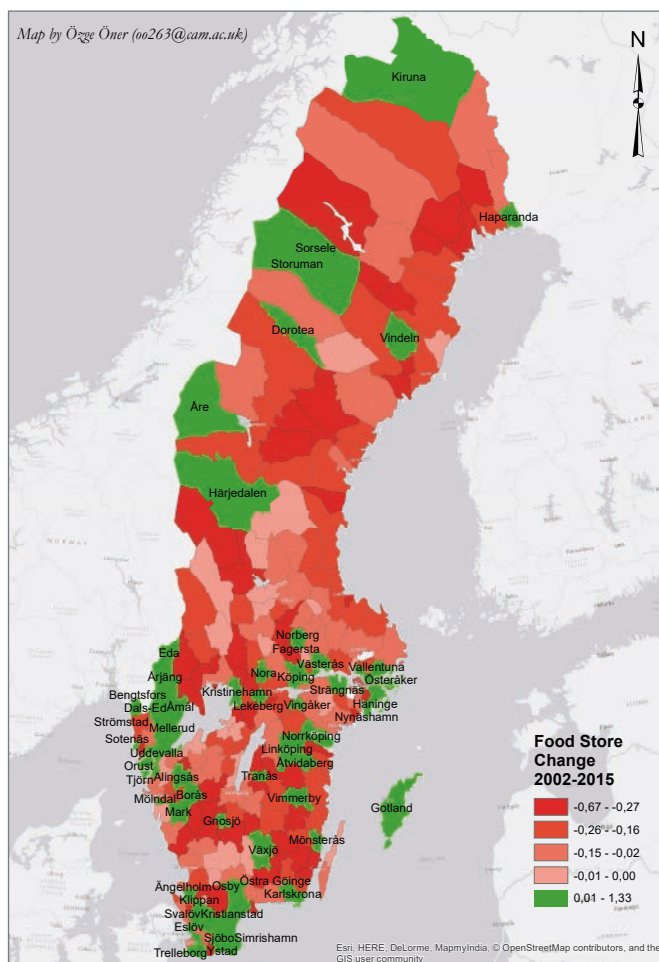 Map by Özge Öner (oo263@cam.ac.uk)
N
Kiruna
Haparanda
Sorsele
Storuman
Dorotea
Vindeln
Åre
Härjedalen
NORWAY
Norberg
Eda
Fagersta
Västerås
Vallentuna
Årjäng
Nora
Köping
Österåker
Bengtsfors
Kristinehamn
Strängnäs
Dals-Ed
Åmål
Lekeberg
Vingåker
Haninge
Strömstad
Mellerud
Nynäshamn
Sotenäs
Norrköping
Uddevalla
Linköping
Orust
Åtvidaberg
Tjörn
Alingsås
Tranås
Mölndal
Borås
Vimmerby
Gotland
Mark
Gnosjö
Mönsterås
Växjö
Ängelholm
Osby
Östra Göinge
Klippan
Karlskrona
Svalöv
Kristianstad
Eslöv
Sjöbo
Simrishamn
Trelleborg
Ystad
Food Store
Change
2002-2015
-0,67 - -0,27
-0,26 - -0,16
-0,15 - -0,02
-0,01 - 0,00
0,01 - 1,33
Esri, HERE, DeLorme, MapmyIndia, © OpenStreetMap contributors, and the
GIS user community